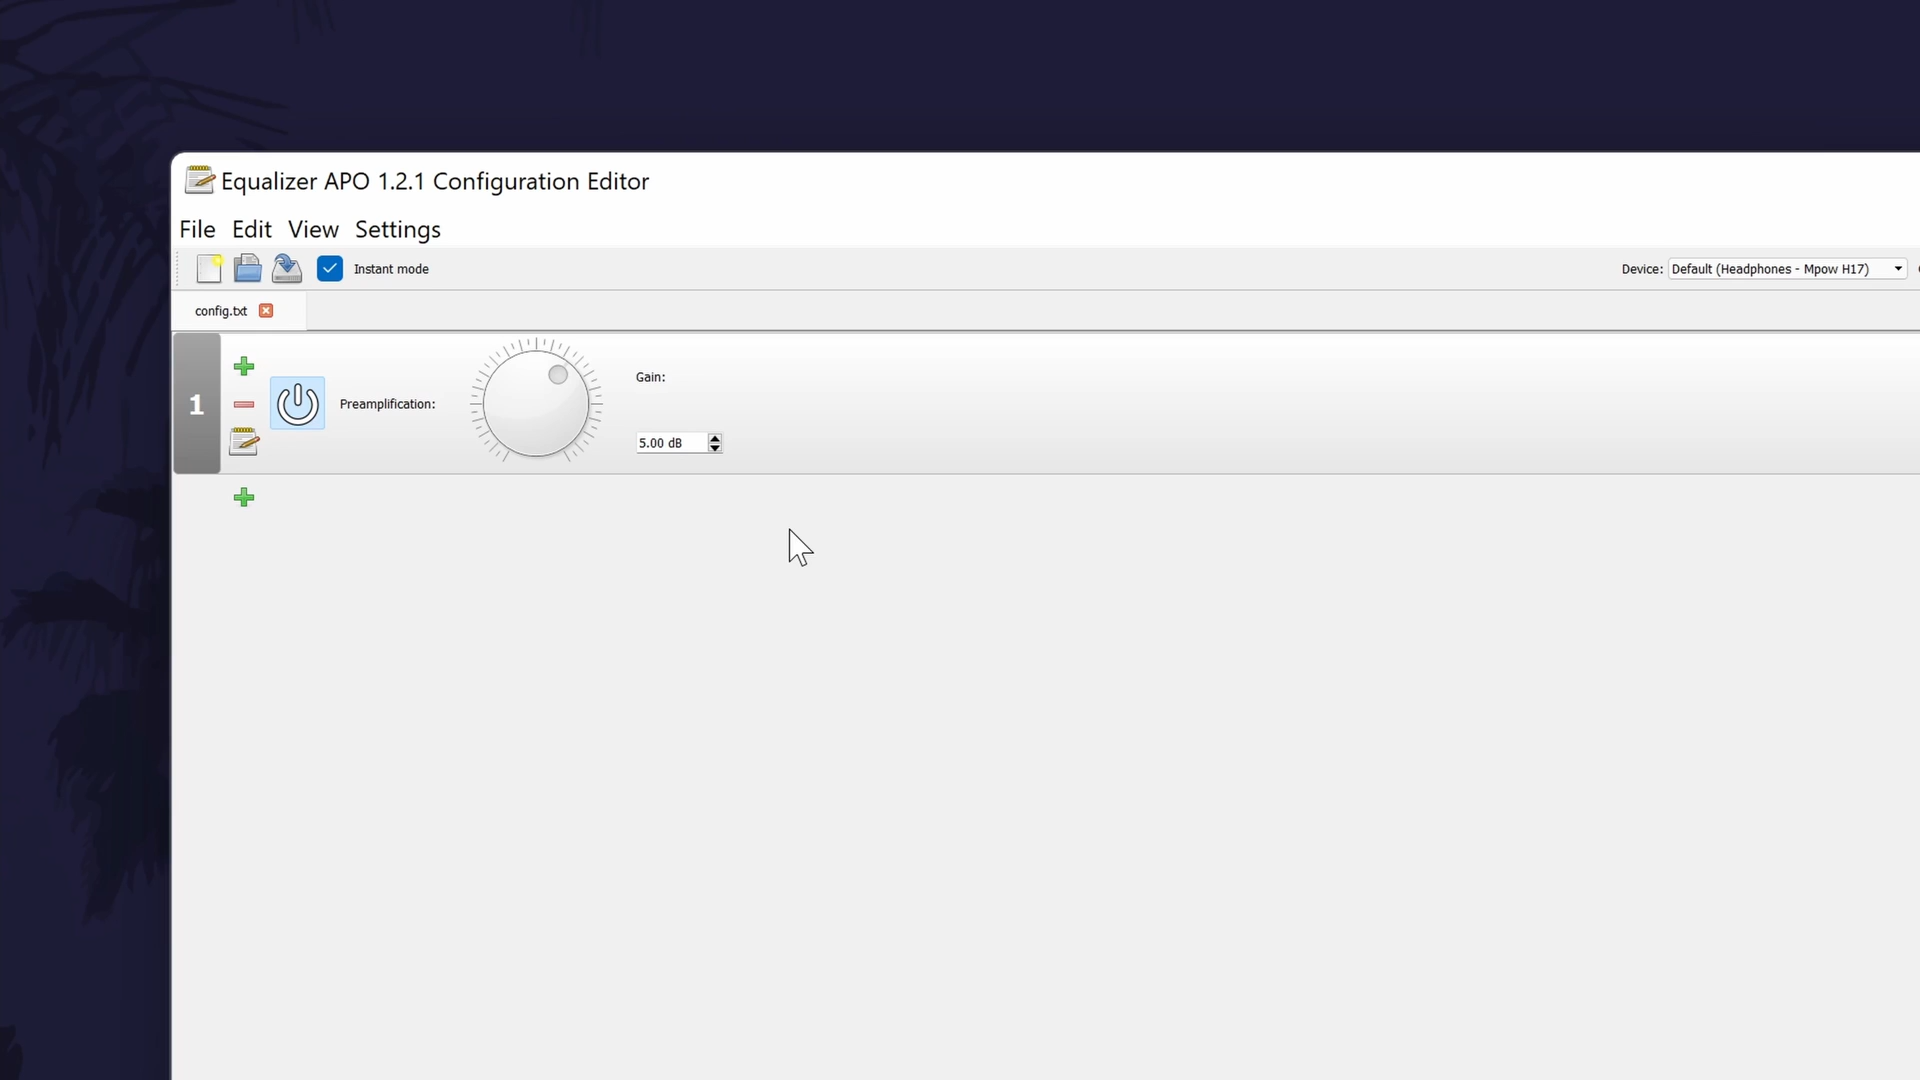 Equalizer APO 1.2.1 Configuration Editor
File Edit View Settings
Instant mode
Device: Default (Headphones - Mpow H17)
config.txt
1
Preamplification:
Gain:
5.00 dB